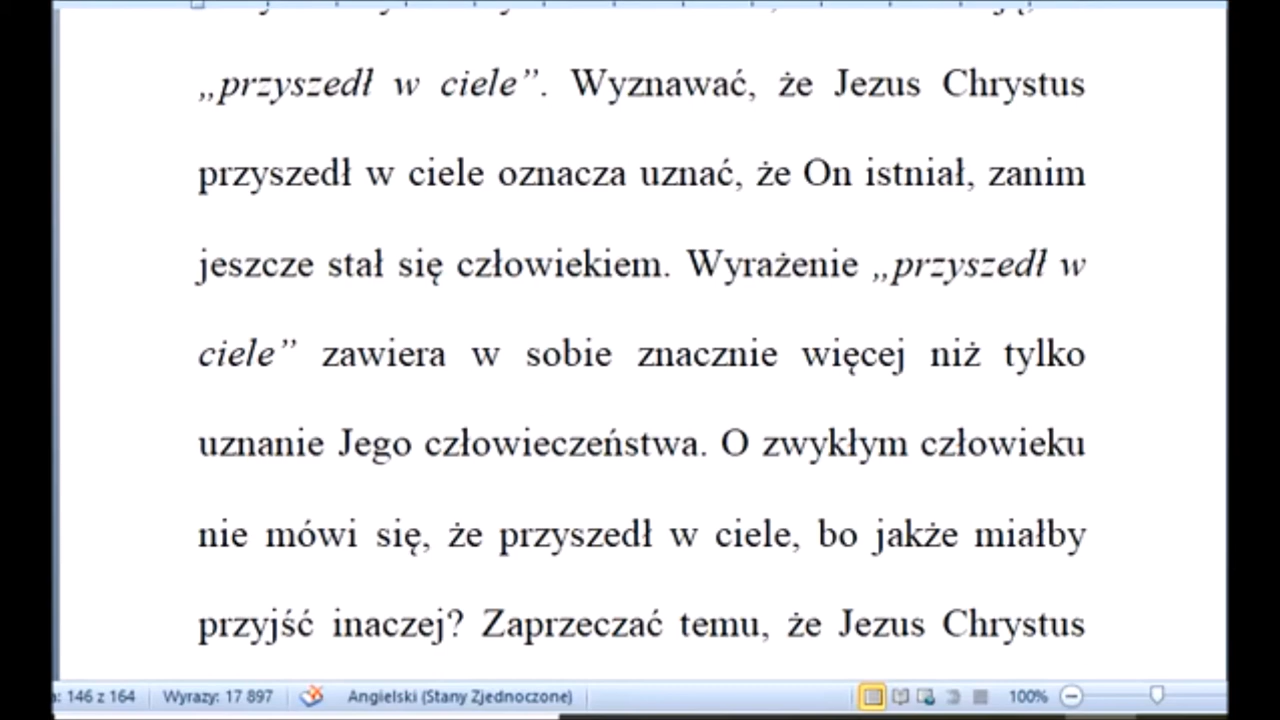 „przyszedł w ciele”. Wyznawać, że Jezus Chrystus
przyszedł w ciele oznacza uznać, że On istniał, zanim
jeszcze stał się człowiekiem. Wyrażenie „przyszedł w
ciele” zawiera w sobie znacznie więcej niż tylko
uznanie Jego człowieczeństwa. O zwykłym człowieku
nie mówi się, że przyszedł w ciele, bo jakże miałby
przyjść inaczej? Zaprzeczać temu, że Jezus Chrystus
: 146 z 164 Wyrazy: 17 897 Angielski (Stany Zjednoczone) 100%